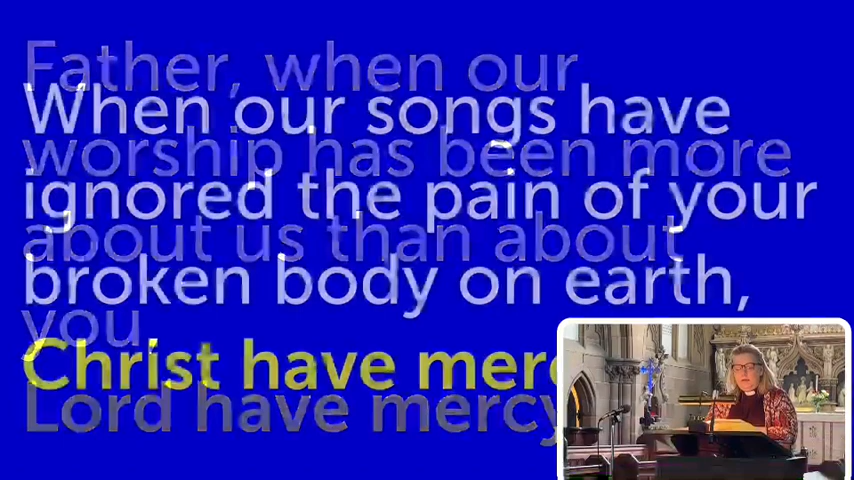 Father, when our
When our songs have
worship has been more
ignored the pain of your
about us than about
broken body on earth,
you
Christ have mercy
Lord have mercy